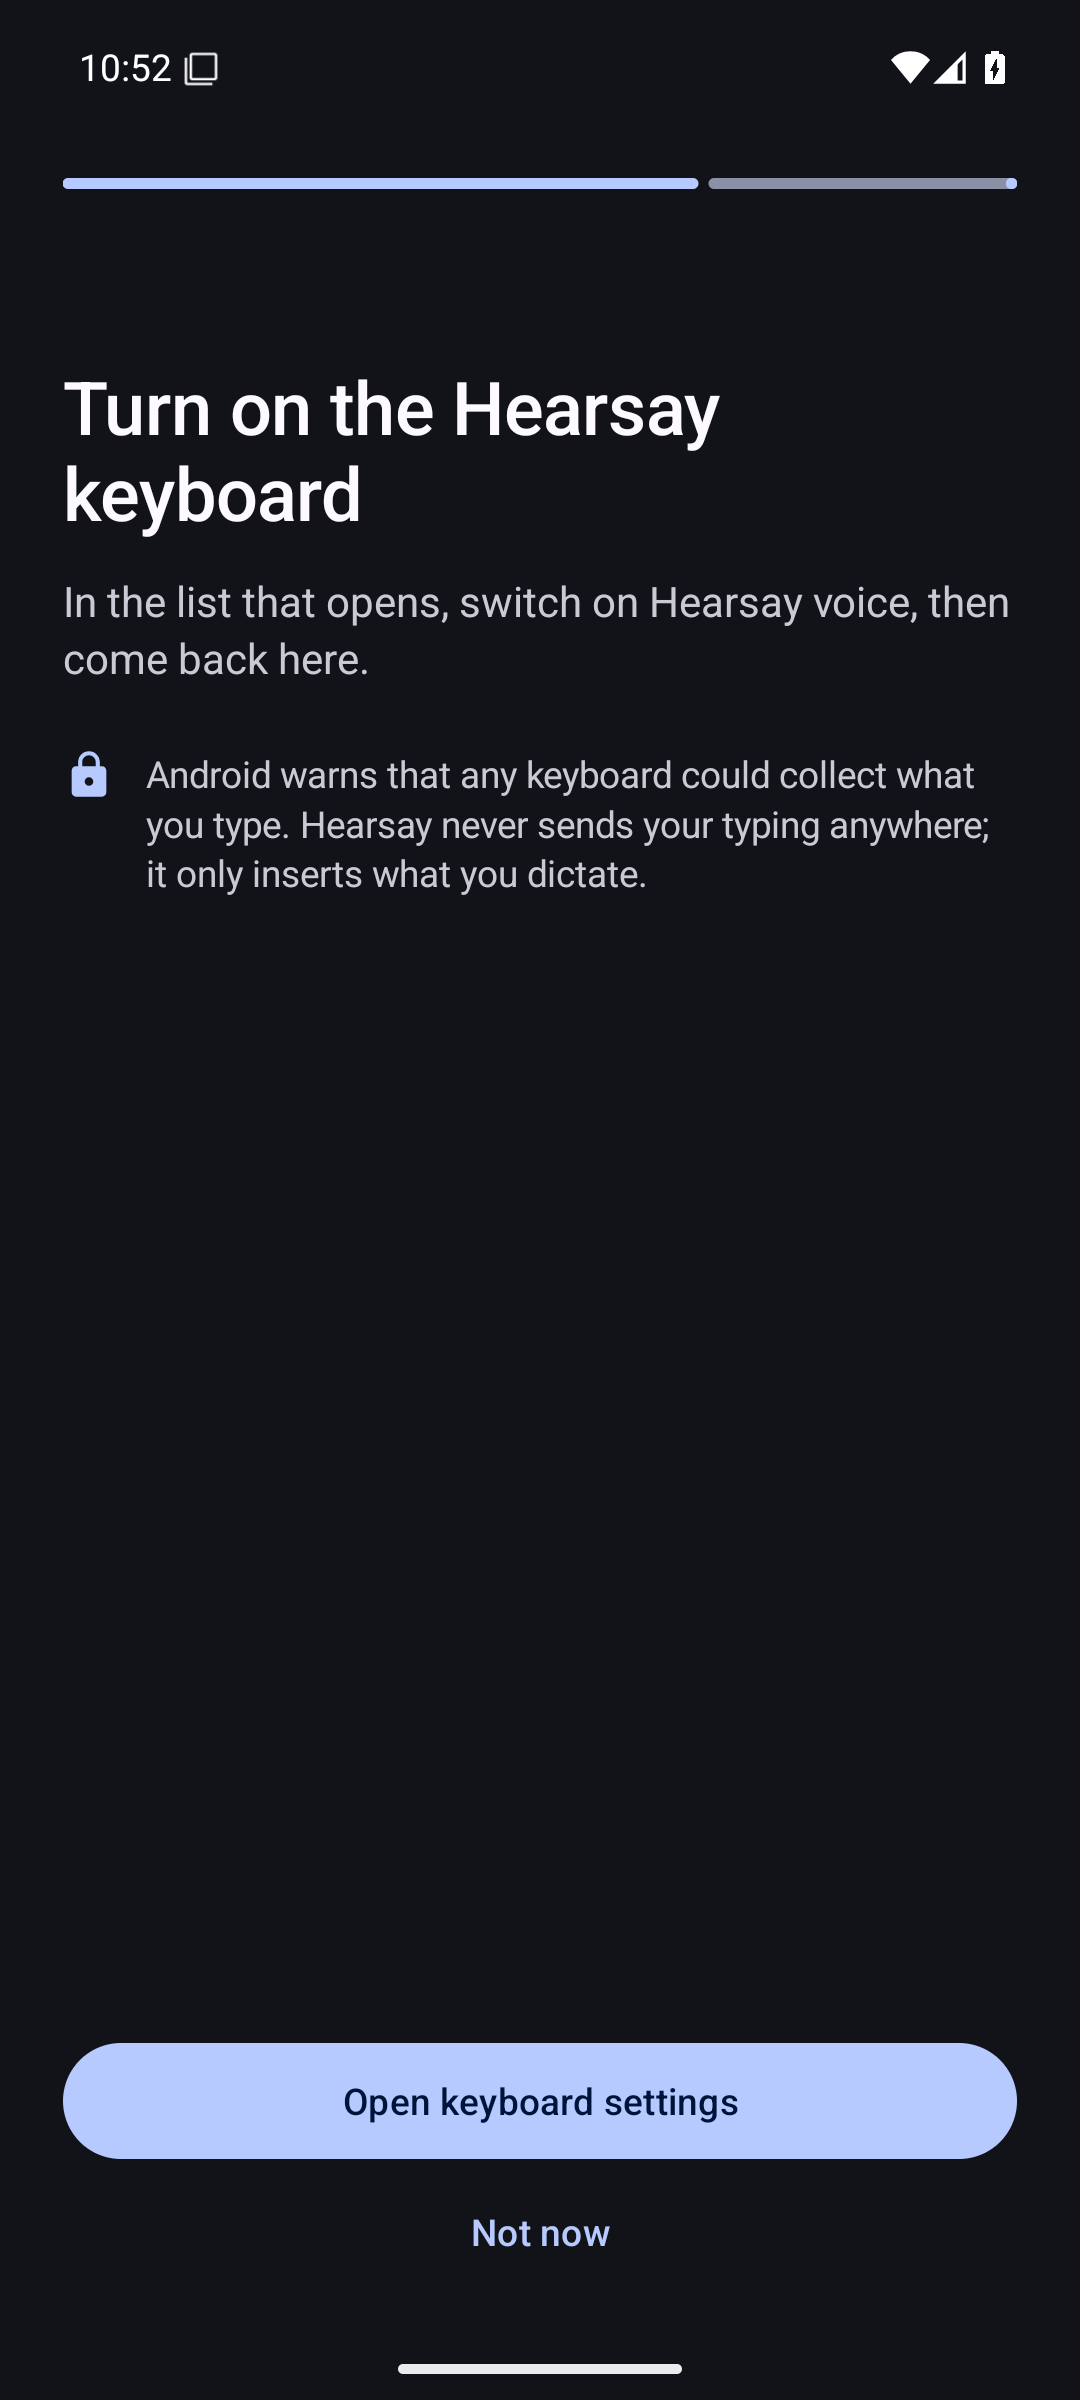 10:52
Turn on the Hearsay
keyboard
In the list that opens, switch on Hearsay voice, then
come back here.
Android warns that any keyboard could collect what
you type. Hearsay never sends your typing anywhere;
it only inserts what you dictate.
Open keyboard settings
Not now